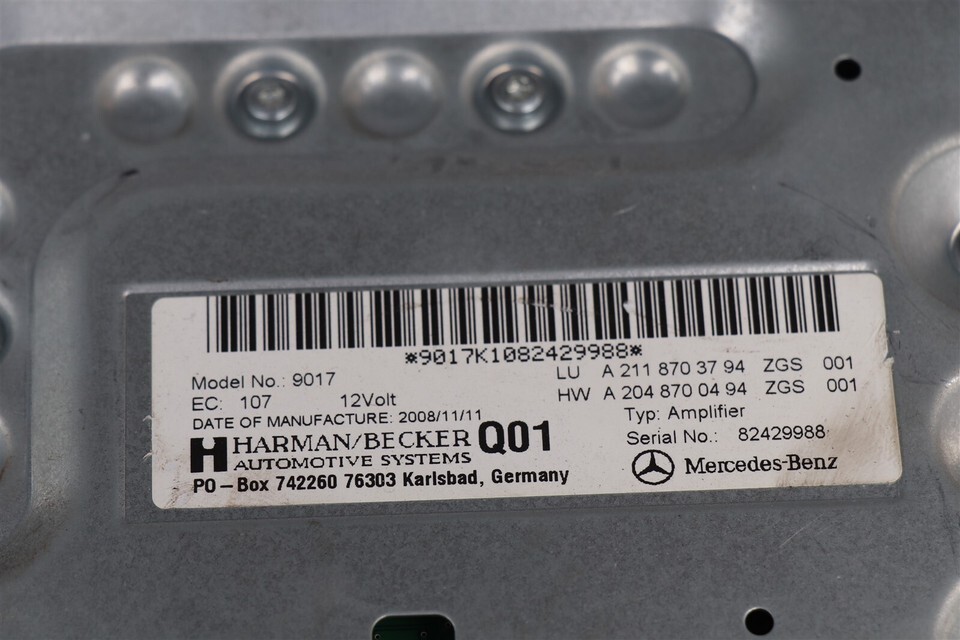 *9017K1082429988*
Model No.: 9017
LU A 211 870 37 94 ZGS 001
EC: 107 12Volt
HW A 204 870 04 94 ZGS 001
DATE OF MANUFACTURE: 2008/11/11
Typ: Amplifier
HARMAN/BECKER Q01
Serial No.: 82429988
AUTOMOTIVE SYSTEMS
Mercedes-Benz
PO-Box 742260 76303 Karlsbad, Germany